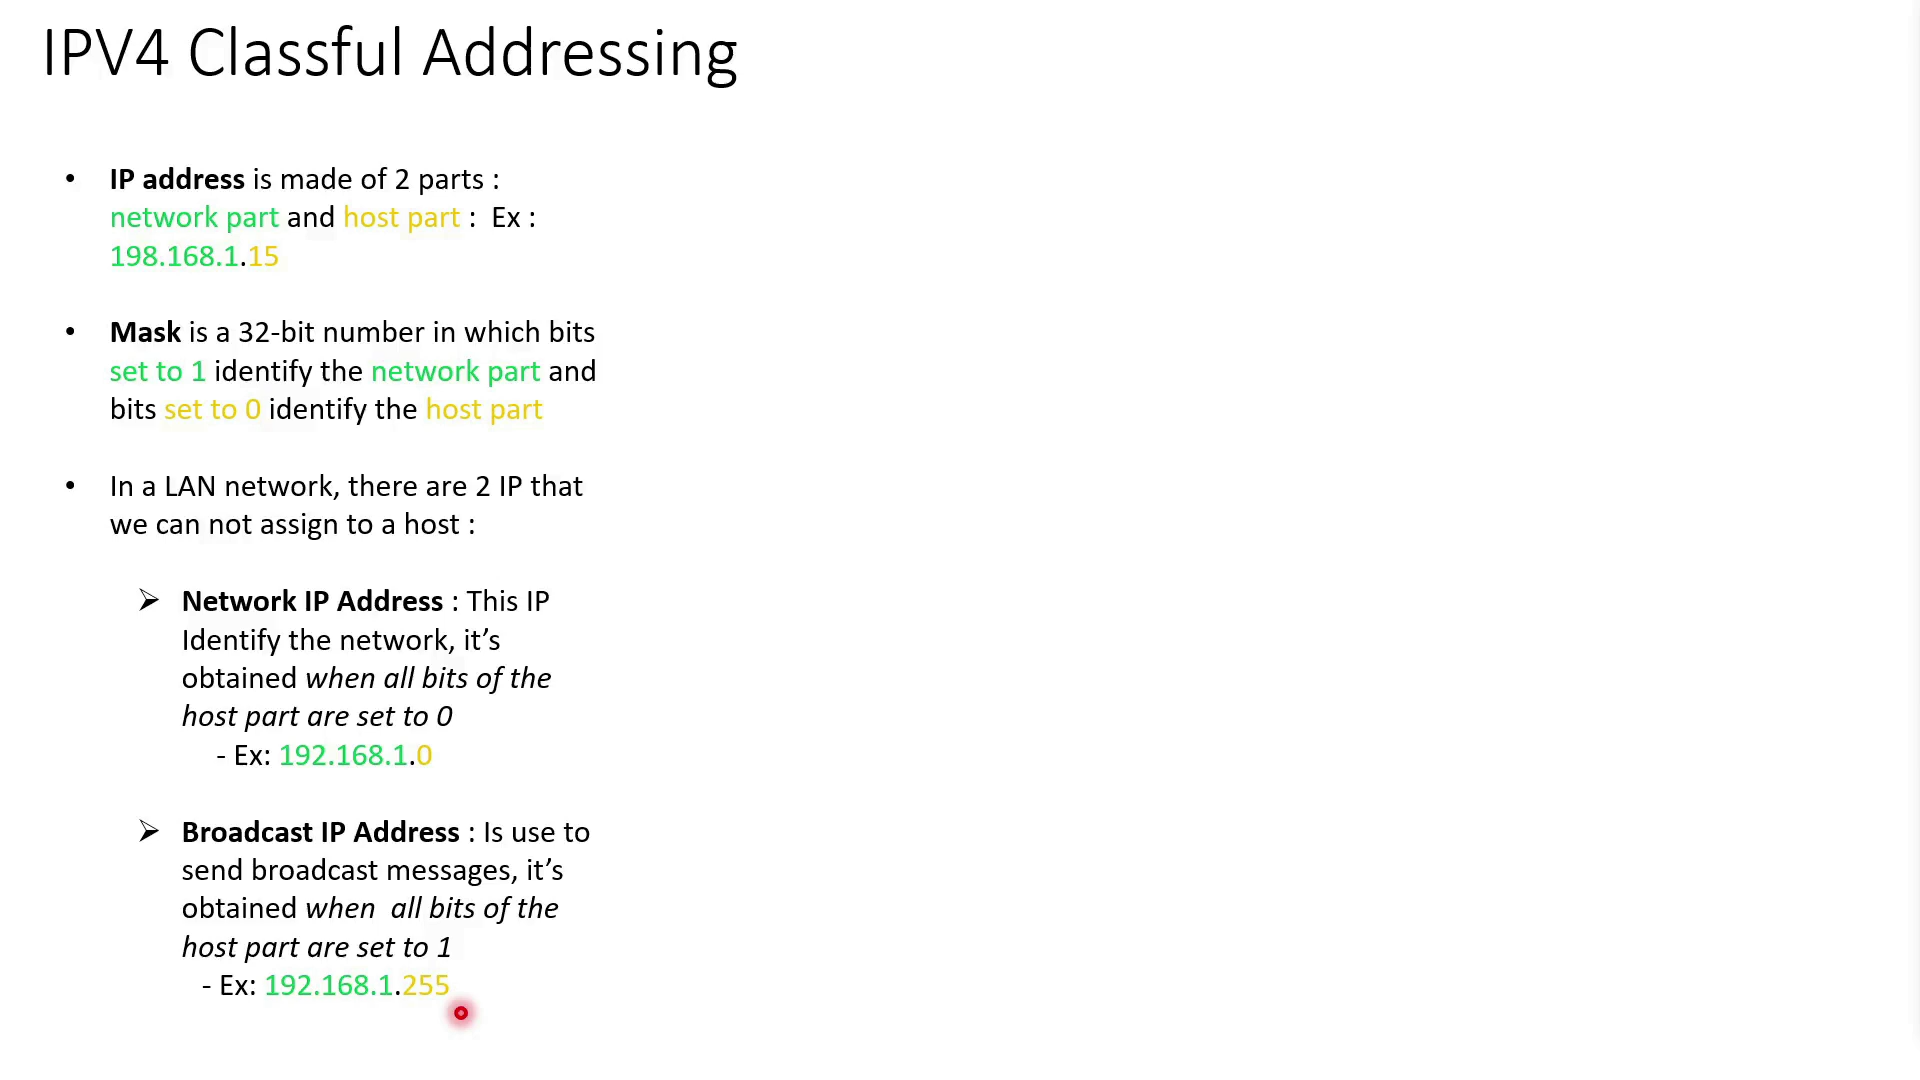 IPV4 Classful Addressing
• IP address is made of 2 parts :
network part and host part : Ex :
198.168.1.15
• Mask is a 32-bit number in which bits
set to 1 identify the network part and
bits set to 0 identify the host part
• In a LAN network, there are 2 IP that
we can not assign to a host :
➢ Network IP Address : This IP
Identify the network, it’s
obtained when all bits of the
host part are set to 0
- Ex: 192.168.1.0
➢ Broadcast IP Address : Is use to
send broadcast messages, it’s
obtained when all bits of the
host part are set to 1
- Ex: 192.168.1.255